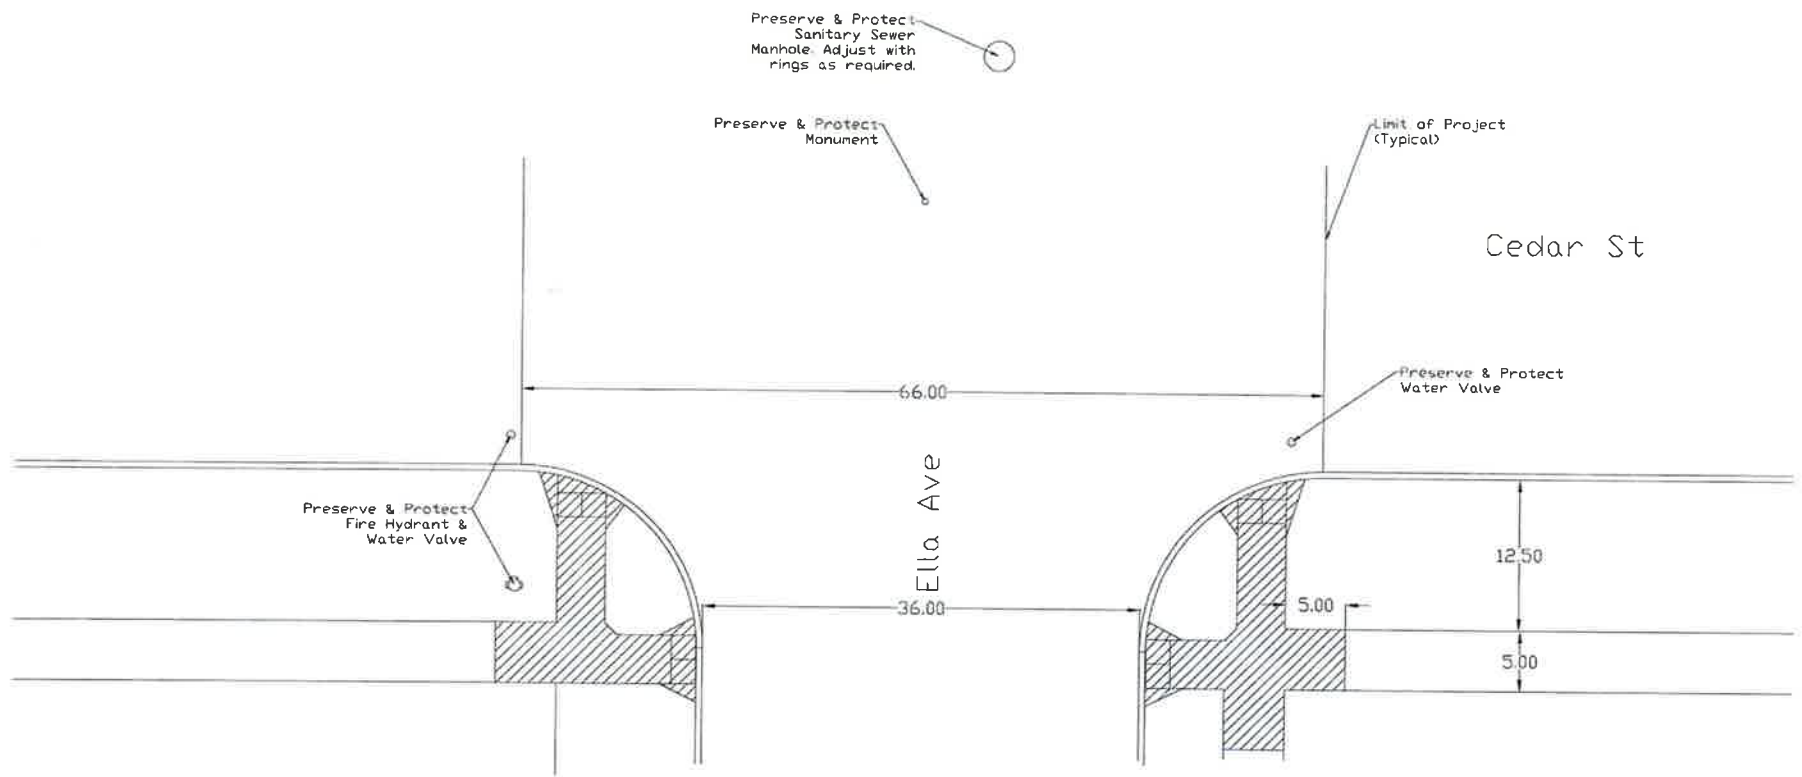 Preserve & Protect
Sanitary Sewer
Manhole. Adjust with
rings as required.
Preserve & Protect
Monument
Limit of Project
(Typical)
Cedar St
66.00
Preserve & Protect
Water Valve
Preserve & Protect
Fire Hydrant &
Water Valve
Ella Ave
36.00
12.50
5.00
5.00